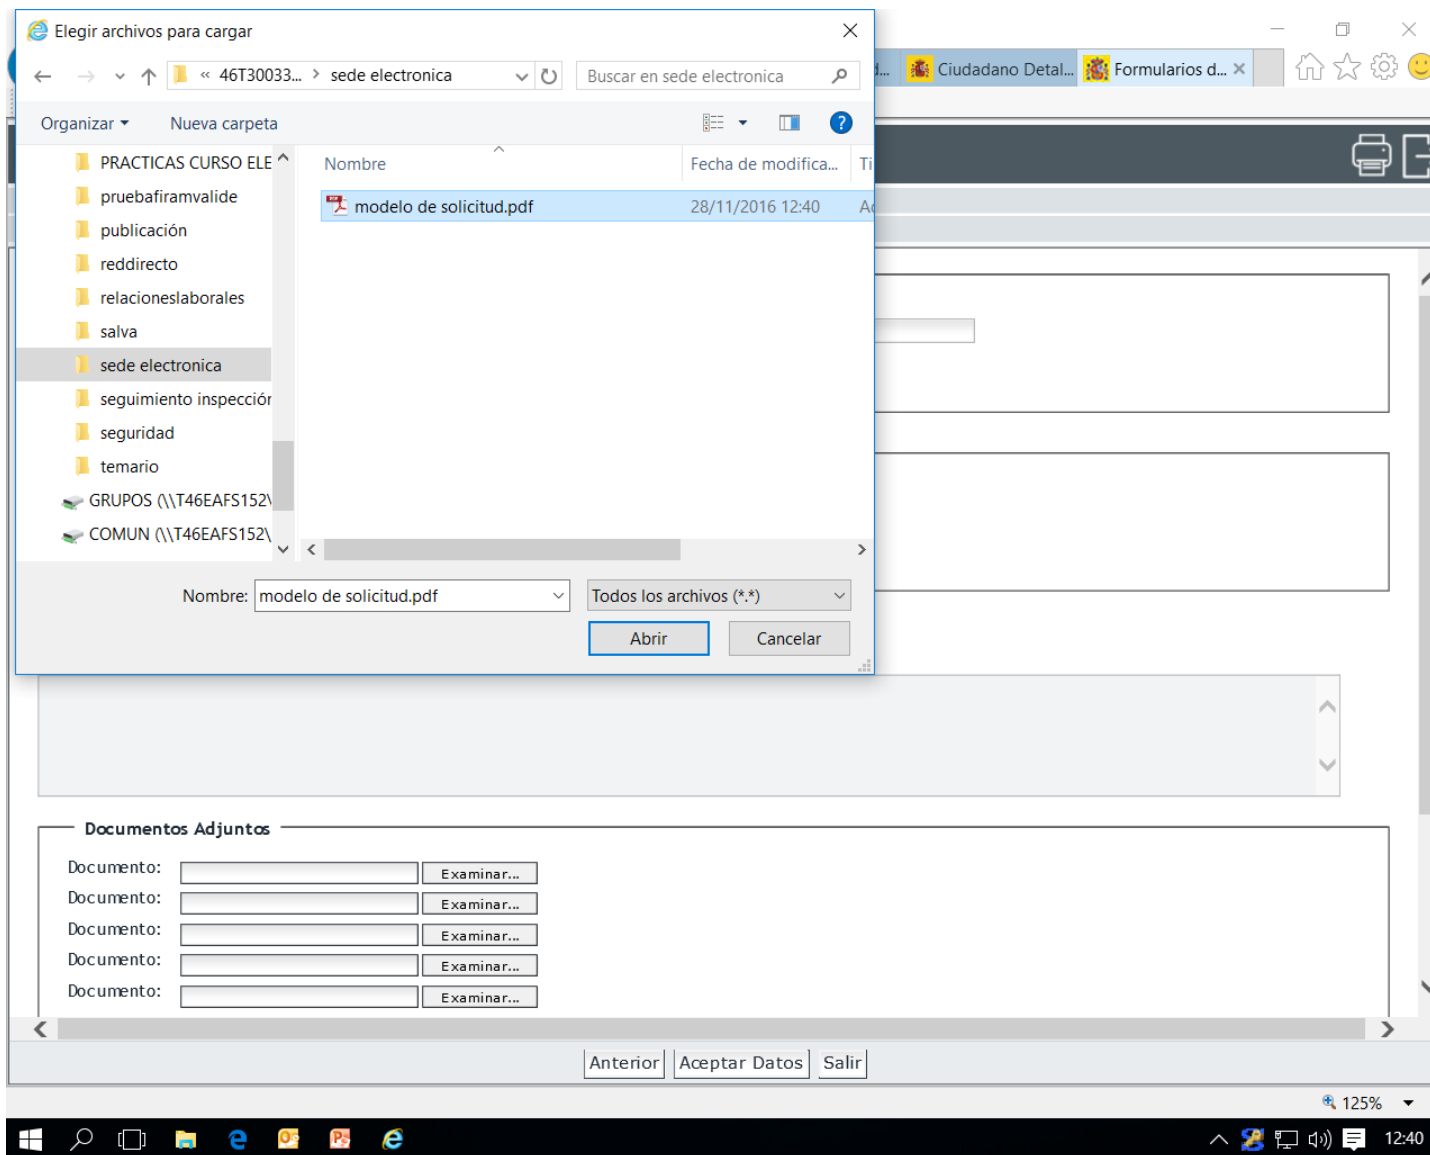 Elegir archivos para cargar
« 46T30033... > sede electronica
Buscar en sede electronica
Ciudadano Detal...
Formularios d...
Organizar
Nueva carpeta
Nombre
Fecha de modifica...
modelo de solicitud.pdf
28/11/2016 12:40
PRACTICAS CURSO ELE
pruebafiramvalide
publicación
reddirecto
relacioneslaborales
salva
sede electronica
seguimiento inspección
seguridad
temario
GRUPOS (\\T46EAFS152\
COMUN (\\T46EAFS152\
Nombre: modelo de solicitud.pdf
Todos los archivos (*.*)
Abrir
Cancelar
Documentos Adjuntos
Documento: Examinar...
Documento: Examinar...
Documento: Examinar...
Documento: Examinar...
Documento: Examinar...
Anterior Aceptar Datos Salir
125%
12:40